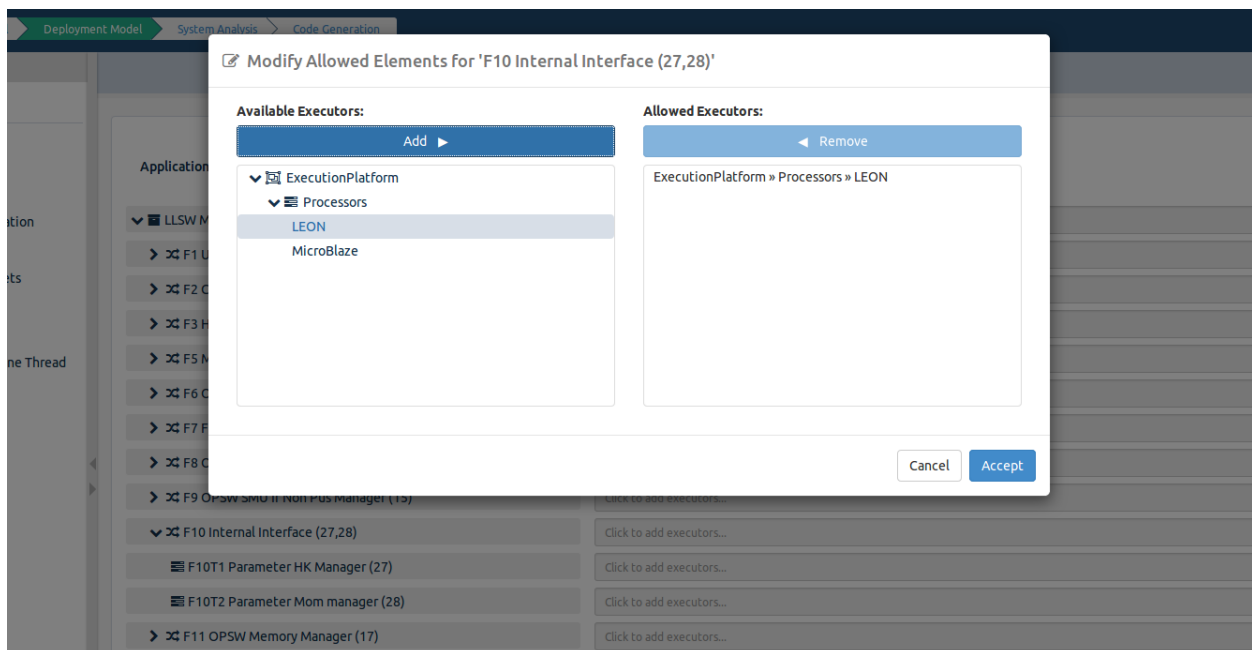 Deployment Model
System Analysis
Code Generation
Modify Allowed Elements for 'F10 Internal Interface (27,28)'
Available Executors:
Allowed Executors:
Add ▶
◀ Remove
ExecutionPlatform
Processors
LEON
MicroBlaze
ExecutionPlatform » Processors » LEON
Cancel
Accept
Application
LLSW M
F1 U
F2 C
F3 H
F5 M
F6 C
F7 F
F8 C
F9 OPSW SMU II Non Pus Manager (15)
Click to add executors...
F10 Internal Interface (27,28)
Click to add executors...
F10T1 Parameter HK Manager (27)
Click to add executors...
F10T2 Parameter Mom manager (28)
Click to add executors...
F11 OPSW Memory Manager (17)
Click to add executors...
ation
ets
ne Thread